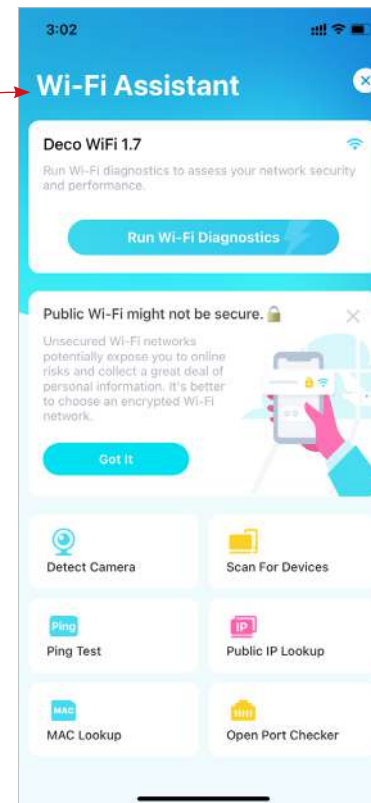 3:02
Wi-Fi Assistant
Deco WiFi 1.7
Run Wi-Fi diagnostics to assess your network security
and performance.
Run Wi-Fi Diagnostics
Public Wi-Fi might not be secure.
Unsecured Wi-Fi networks
potentially expose you to online
risks and collect a great deal of
personal information. It's better
to choose an encrypted Wi-Fi
network.
Got It
Detect Camera
Scan For Devices
Ping
Ping Test
IP
Public IP Lookup
MAC
MAC Lookup
Open Port Checker